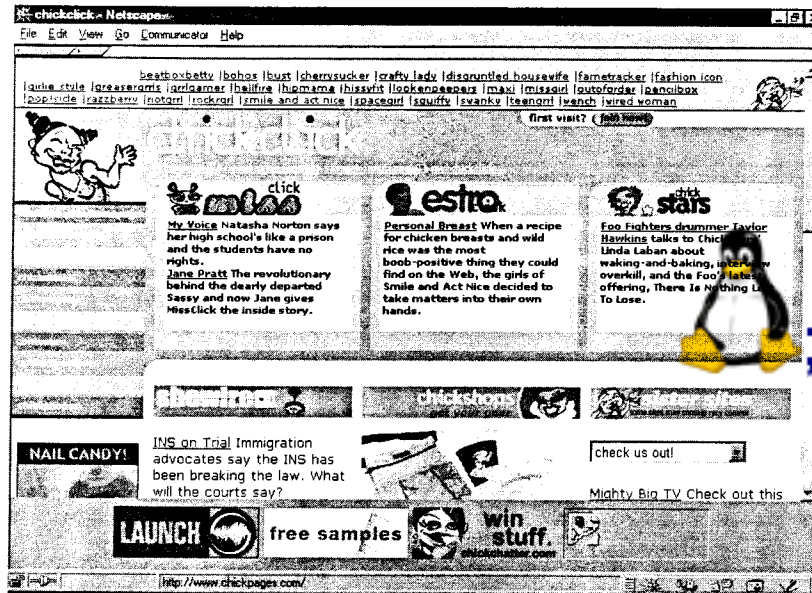 chickclick - Netscape
File Edit View Go Communicator Help
beatboxbetty |bohos |bust |cherrysucker |crafty lady |disgruntled housewife |fametracker |fashion icon
|girlie style |greasergrrls |grrlgamer |hellfire |hipmama |hissyfit |lookenpeepers |maxi |missgirl |outoforder |pencilbox
|popsicle |razzberry |notgrrl |rockrgrl |smile and act nice |spacegirl |squiffy |swanky |teengrrl |wench |wired woman
chickclick
first visit?
miss click
My Voice Natasha Norton says
her high school's like a prison
and the students have no
rights.
Jane Pratt The revolutionary
behind the dearly departed
Sassy and now Jane gives
MissClick the inside story.
estro
Personal Breast When a recipe
for chicken breasts and wild
rice was the most
boob-positive thing they could
find on the Web, the girls of
Smile and Act Nice decided to
take matters into their own
hands.
chick
stars
Foo Fighters drummer Taylor
Hawkins talks to
Linda Laban about
waking-and-baking, interview
overkill, and the Foo's latest
offering, There Is Nothing
To Lose.
shewire
chickshops
sister sites
NAIL CANDY!
INS on Trial Immigration
advocates say the INS has
been breaking the law. What
will the courts say?
check us out!
Mighty Big TV Check out this
LAUNCH
free samples
win
stuff.
chickchatter.com
http://www.chickpages.com/